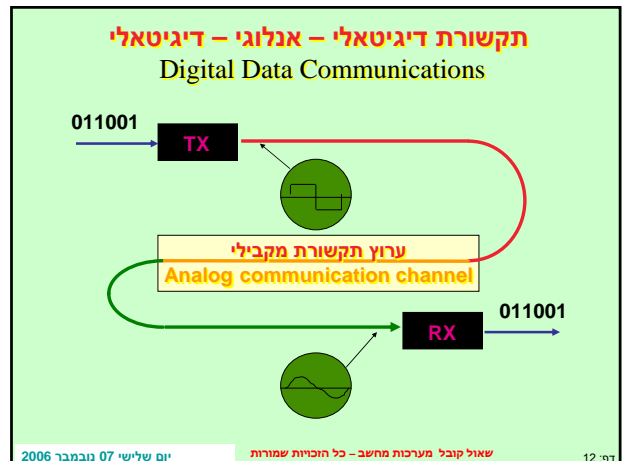 תקשורת דיגיטאלי – אנלוגי – דיגיטאלי
Digital Data Communications
011001
TX
ערוץ תקשורת מקבילי
Analog communication channel
011001
RX
יום שלישי 07 נובמבר 2006
שאול קובל מערכות מחשב – כל הזכויות שמורות
דף: 12